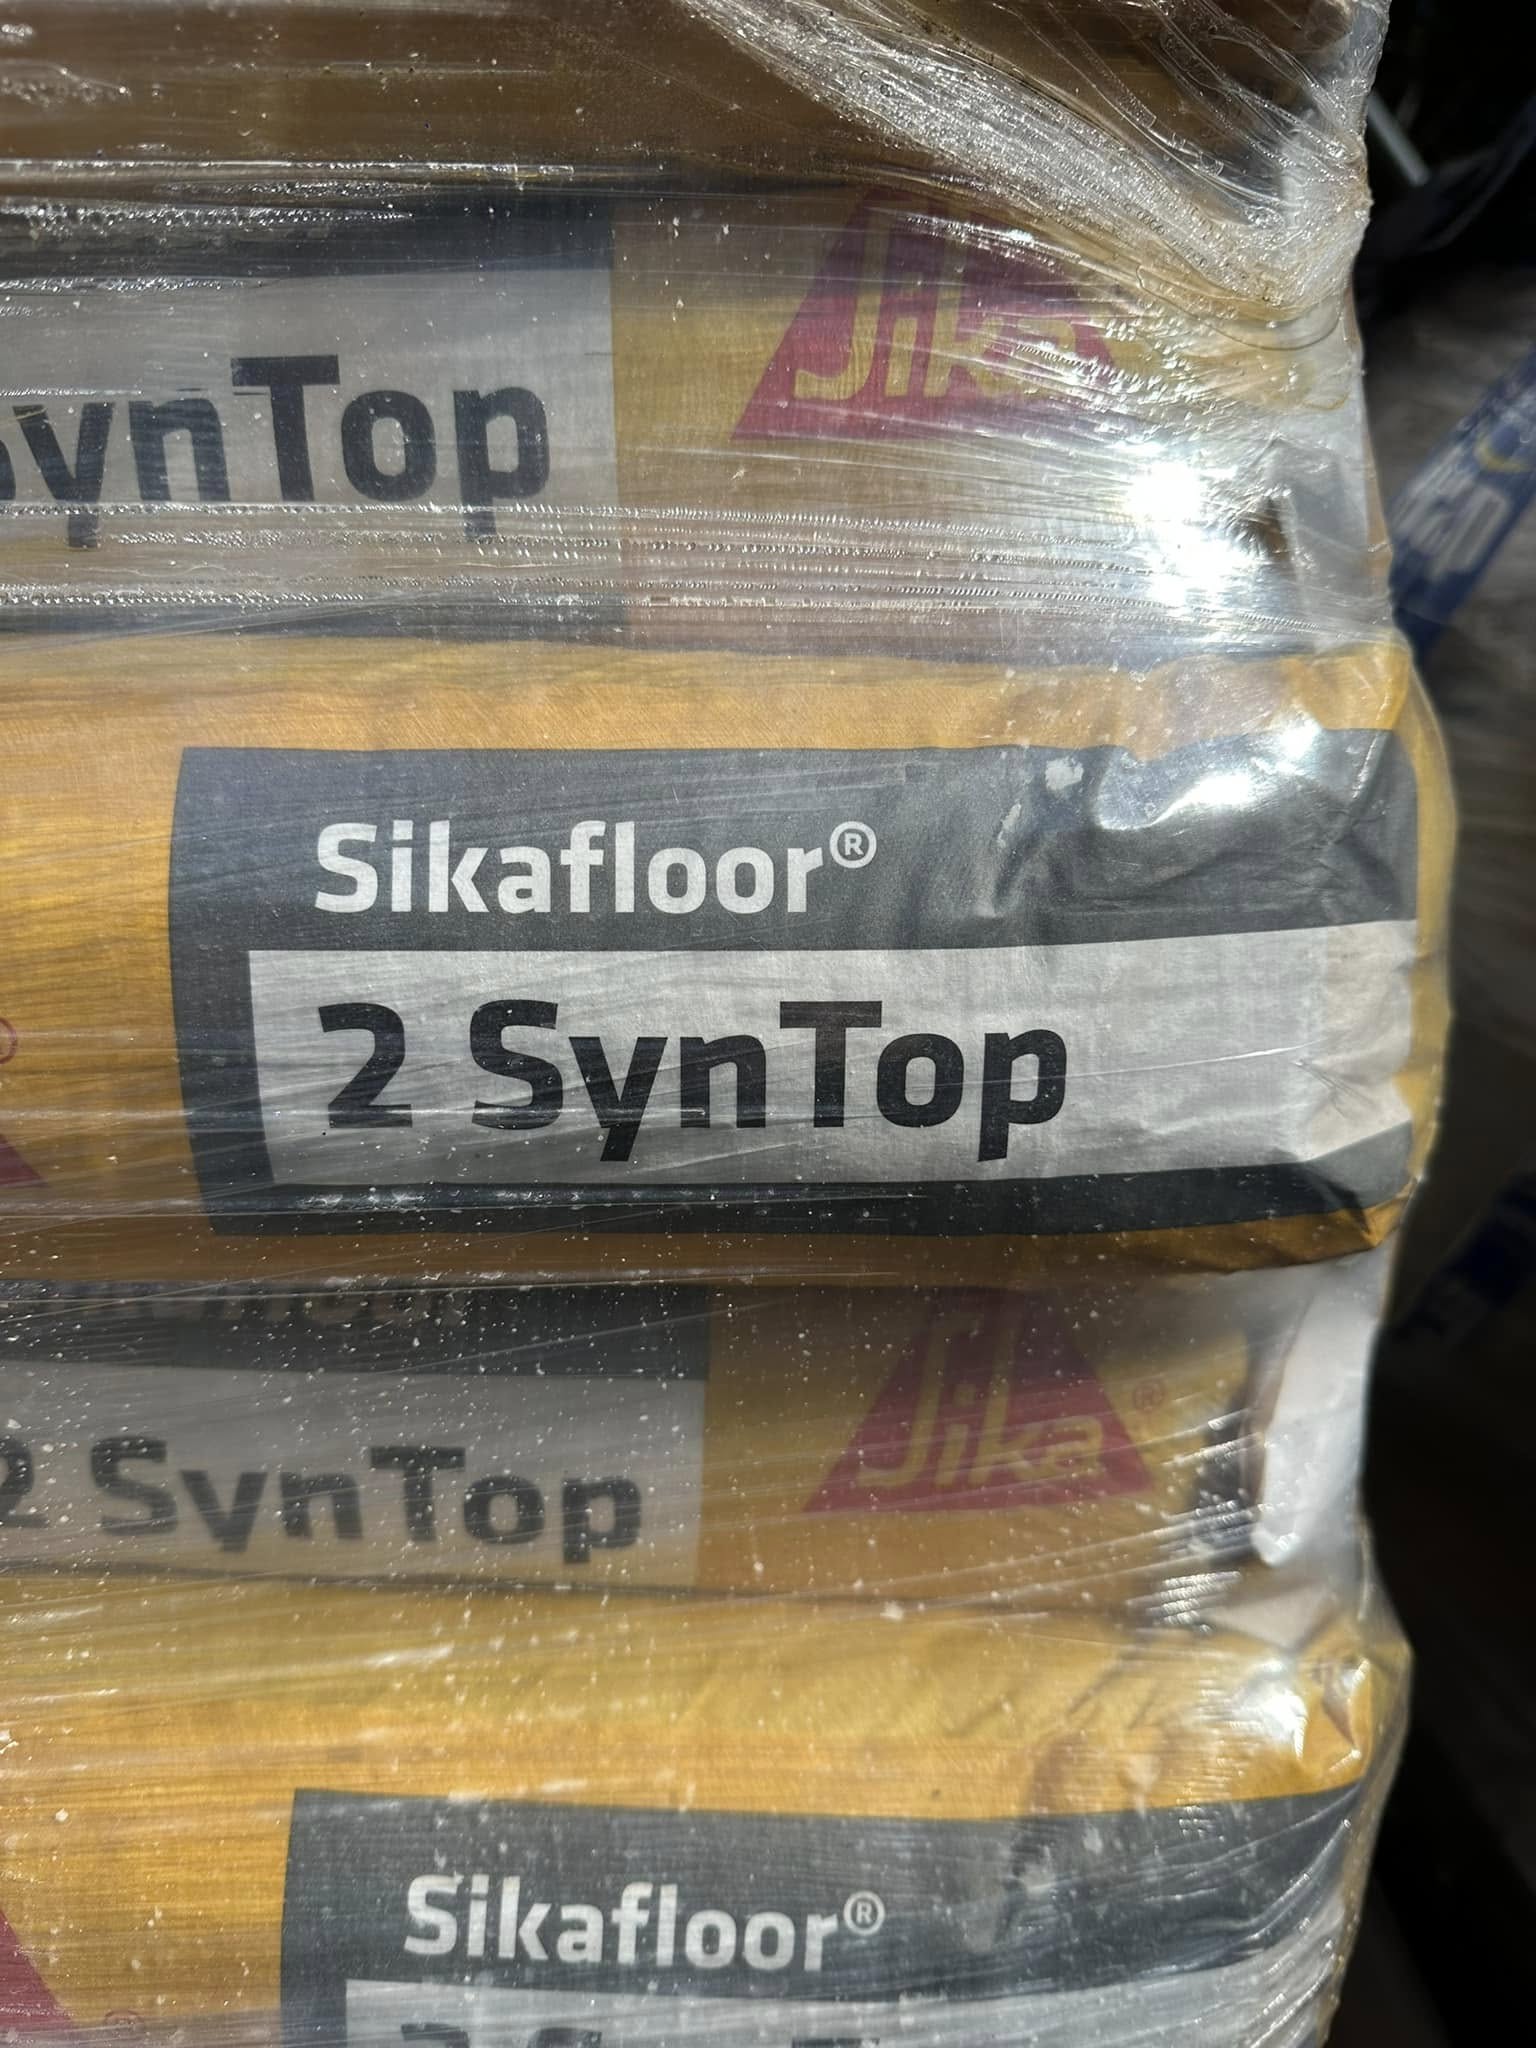 Sika
SynTop
Sikafloor®
2 SynTop
Sika®
2 SynTop
Sikafloor®